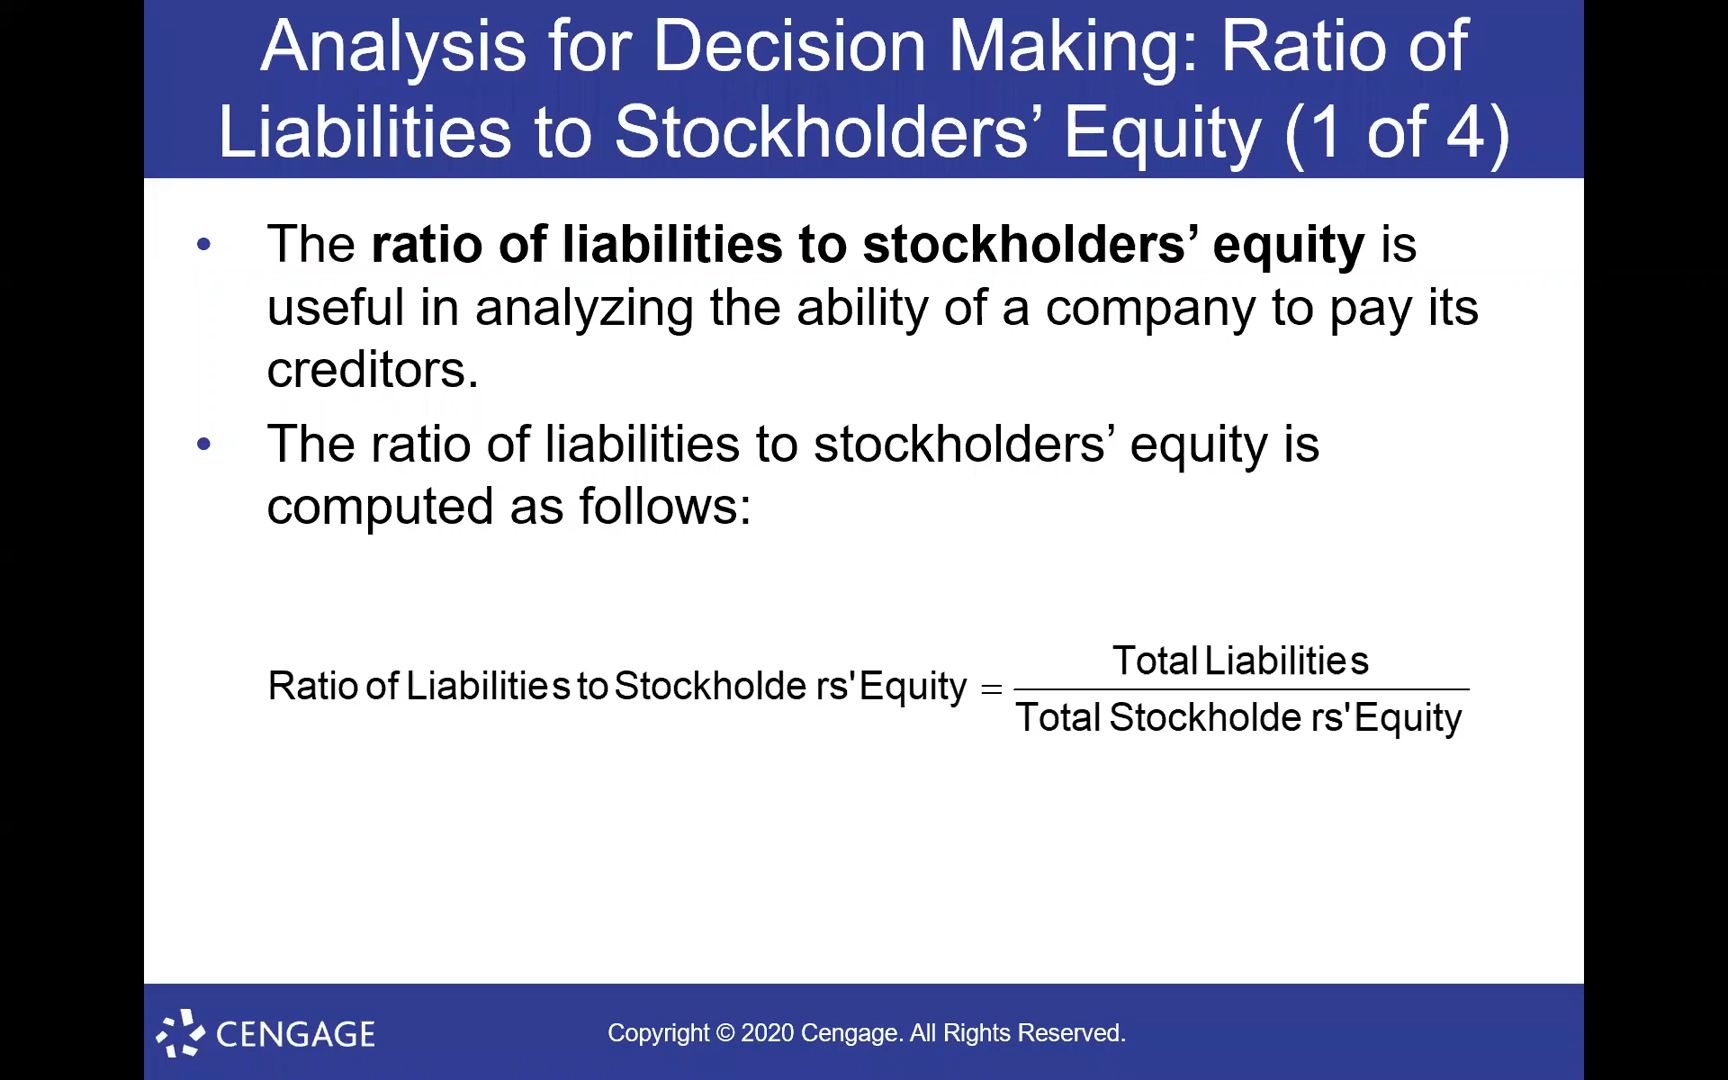 Analysis for Decision Making: Ratio of
Liabilities to Stockholders’ Equity (1 of 4)
• The ratio of liabilities to stockholders’ equity is
useful in analyzing the ability of a company to pay its
creditors.
• The ratio of liabilities to stockholders’ equity is
computed as follows:
Total Liabilities
Ratio of Liabilities to Stockholde rs' Equity =
Total Stockholde rs' Equity
CENGAGE
Copyright © 2020 Cengage. All Rights Reserved.